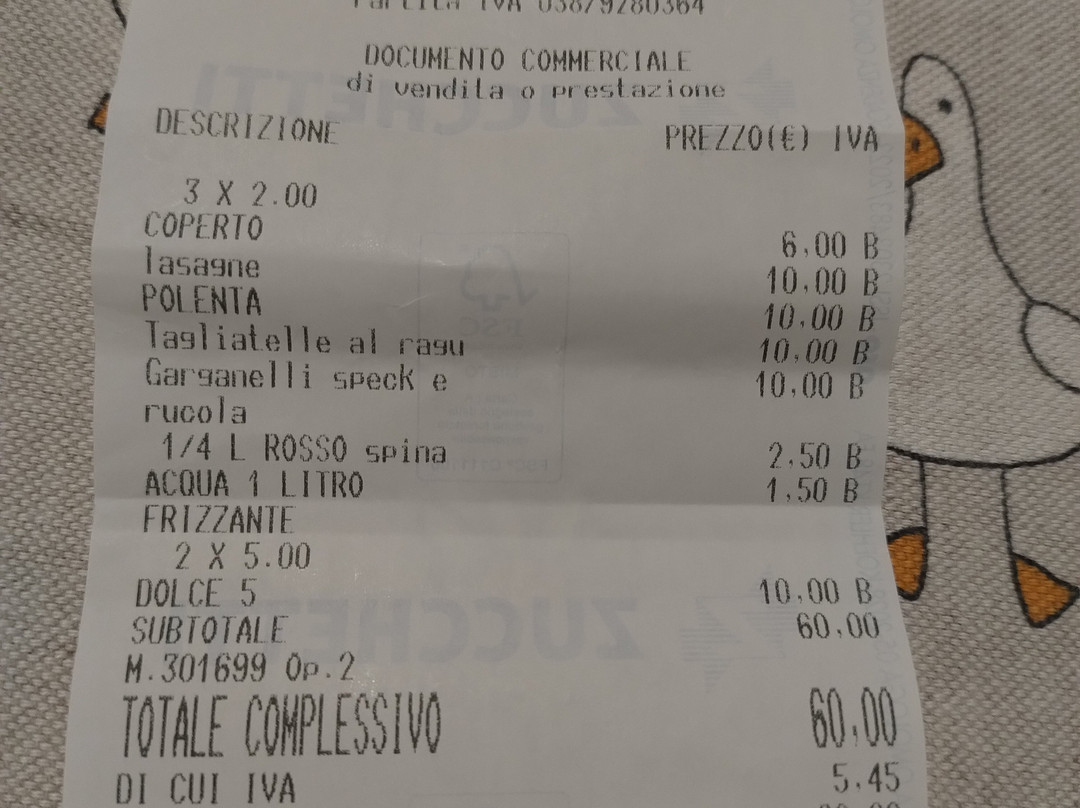 Partita IVA 03879280364
DOCUMENTO COMMERCIALE
di vendita o prestazione
DESCRIZIONE PREZZO(€) IVA
3 X 2.00
COPERTO 6,00 B
lasagne 10,00 B
POLENTA 10,00 B
Tagliatelle al ragu 10,00 B
Garganelli speck e 10,00 B
rucola
1/4 L ROSSO spina 2,50 B
ACQUA 1 LITRO 1,50 B
FRIZZANTE
2 X 5.00
DOLCE 5 10,00 B
SUBTOTALE 60,00
M.301699 Op.2
TOTALE COMPLESSIVO 60,00
DI CUI IVA 5.45